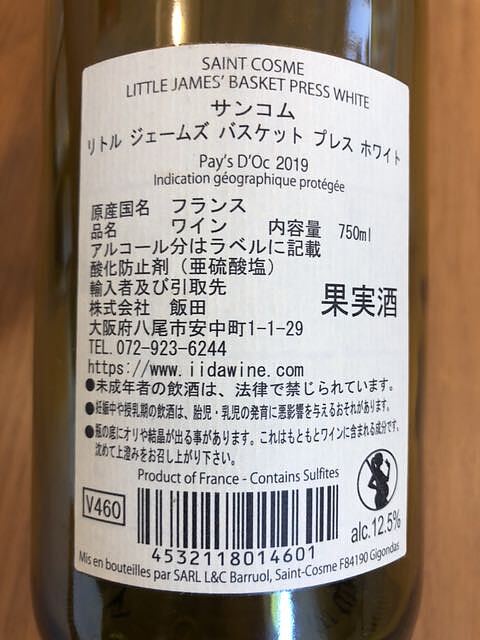 SAINT COSME
LITTLE JAMES' BASKET PRESS WHITE
サンコム
リトル ジェームズ バスケット プレス ホワイト
Pay's D'Oc 2019
Indication géographique protégée
原産国名 フランス
品名 ワイン 内容量 750ml
アルコール分はラベルに記載
酸化防止剤（亜硫酸塩）
輸入者及び引取先
株式会社 飯田
果実酒
大阪府八尾市安中町1-1-29
TEL.072-923-6244
https://www.iidawine.com
●未成年者の飲酒は、法律で禁じられています。
●妊娠中や授乳期の飲酒は、胎児・乳児の発育に悪影響を与えるおそれがあります。
●瓶の底にオリや結晶が出る事があります。これはもともとワインに含まれる成分です。
沈めて上澄みをお召し上がり下さい。
Product of France - Contains Sulfites
V460
alc.12.5%
4532118014601
Mis en bouteilles par SARL L&C Barruol, Saint-Cosme F84190 Gigondas